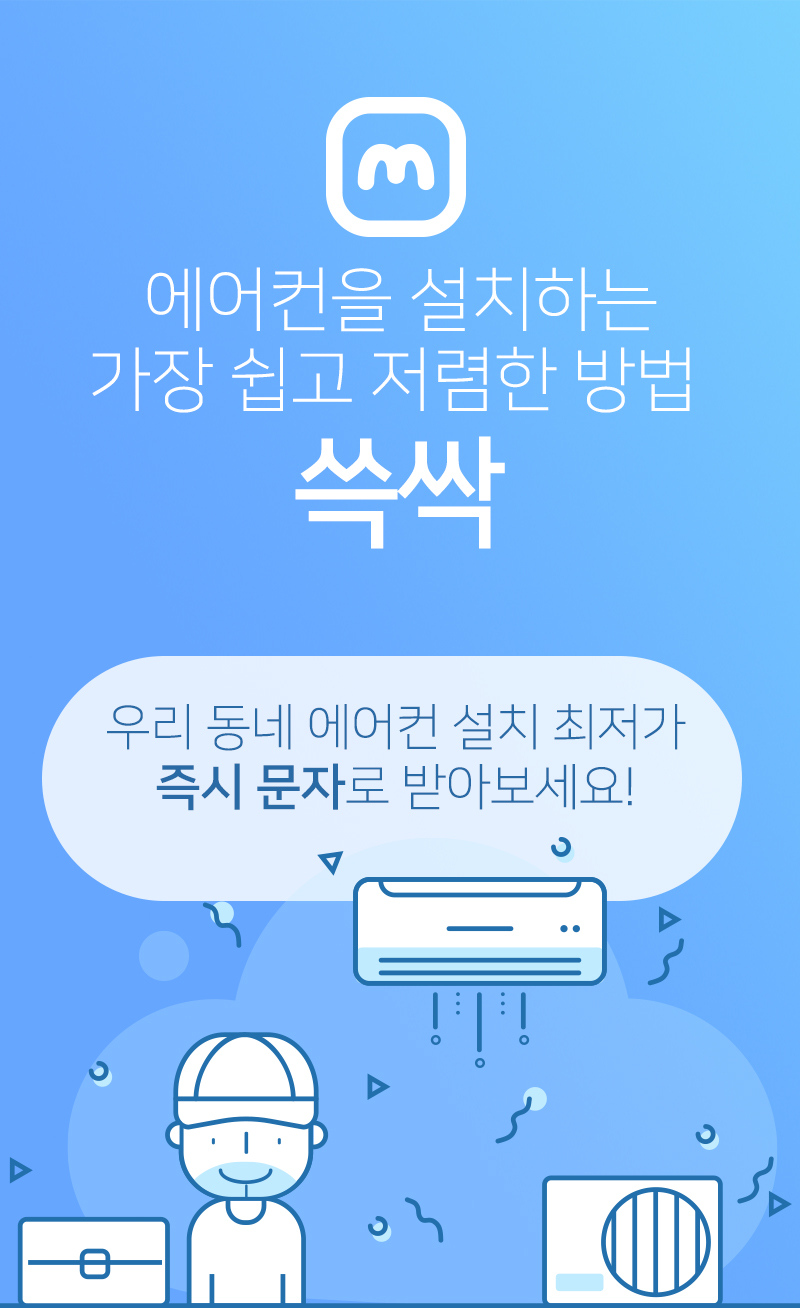 m
에어컨을 설치하는
가장 쉽고 저렴한 방법
쓱싹
우리 동네 에어컨 설치 최저가
즉시 문자로 받아보세요!